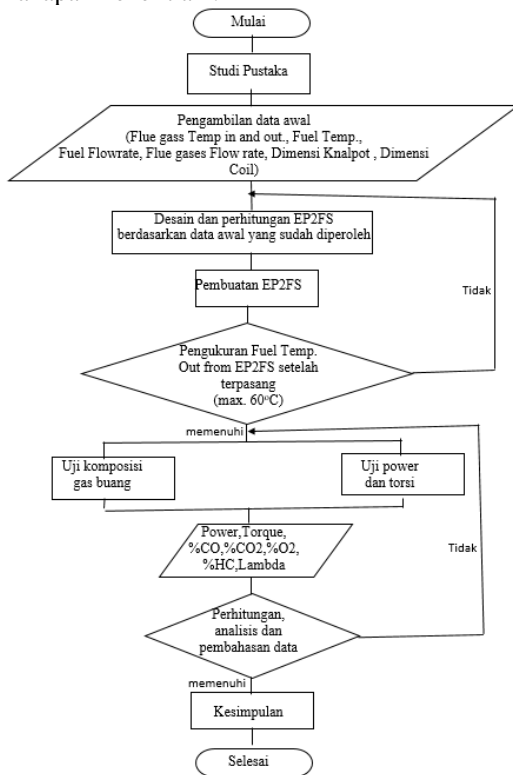 Mulai
Studi Pustaka
Pengambilan data awal
(Flue gass Temp in and out., Fuel Temp.,
Fuel Flowrate, Flue gases Flow rate, Dimensi Knalpot , Dimensi
Coil)
Desain dan perhitungan EP2FS
berdasarkan data awal yang sudah diperoleh
Pembuatan EP2FS
Tidak
Pengukuran Fuel Temp.
Out from EP2FS setelah
terpasang
(max. 60°C)
memenuhi
Uji komposisi
gas buang
Uji power
dan torsi
Power,Torque,
%CO,%CO2,%O2,
%HC,Lambda
Tidak
Perhitungan,
analisis dan
pembahasan data
memenuhi
Kesimpulan
Selesai